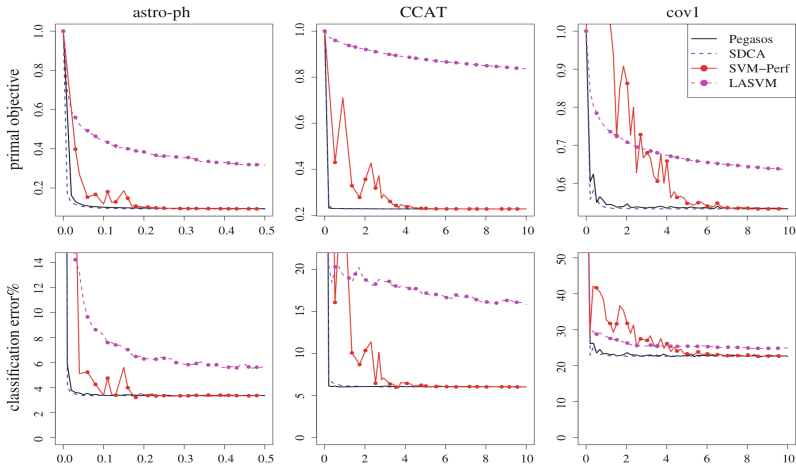 astro-ph CCAT cov1
primal objective
1.0
0.8
0.6
0.4
0.2
0.0 0.1 0.2 0.3 0.4 0.5
1.0
0.8
0.6
0.4
0.2
0 2 4 6 8 10
1.0
0.9
0.8
0.7
0.6
0 2 4 6 8 10
Pegasos
SDCA
SVM-Perf
LASVM
classification error%
14
12
10
8
6
4
2
0
0.0 0.1 0.2 0.3 0.4 0.5
20
15
10
5
0
0 2 4 6 8 10
50
40
30
20
10
0
0 2 4 6 8 10